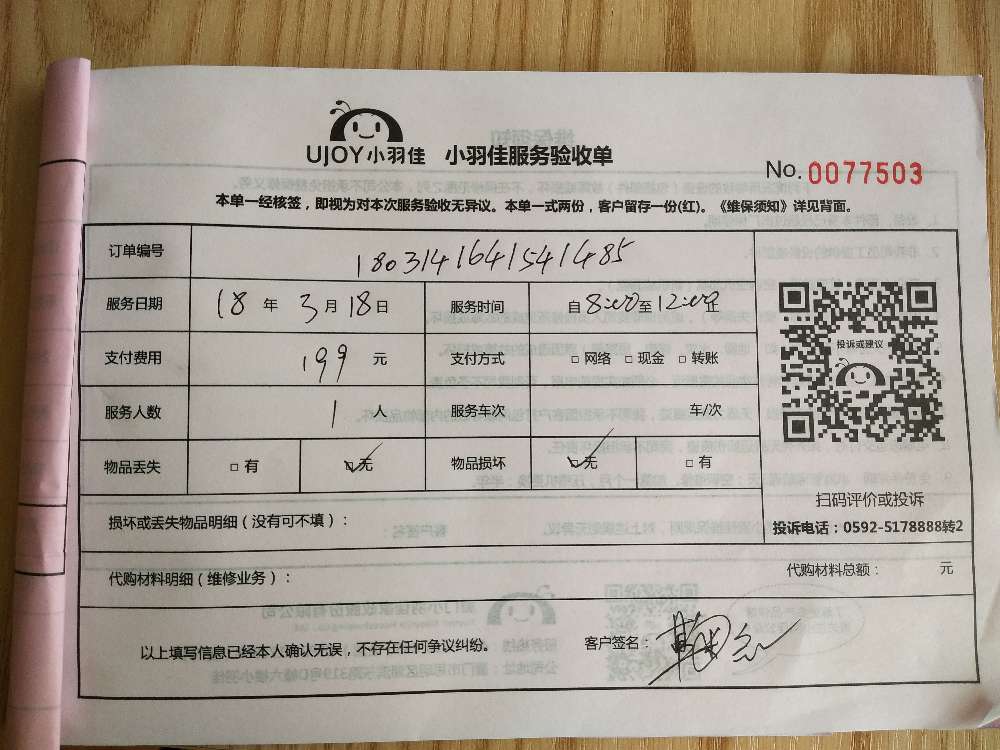 UJOY小羽佳 小羽佳服务验收单
No. 0077503
本单一经核签，即视为对本次服务验收无异议。本单一式两份，客户留存一份(红)。《维保须知》详见背面。
订单编号 1803141641541485
服务日期 18 年 3 月 18 日 服务时间 自 8:00 至 12:00 止
支付费用 199 元 支付方式 □ 网络 □ 现金 □ 转账
服务人数 1 人 服务车次 车/次
物品丢失 □ 有 ☑ 无 物品损坏 ☑ 无 □ 有
投诉或建议
扫码评价或投诉
投诉电话：0592-5178888转2
损坏或丢失物品明细（没有可不填）：
代购材料明细（维修业务）： 代购材料总额： 元
以上填写信息已经本人确认无误，不存在任何争议纠纷。 客户签名：